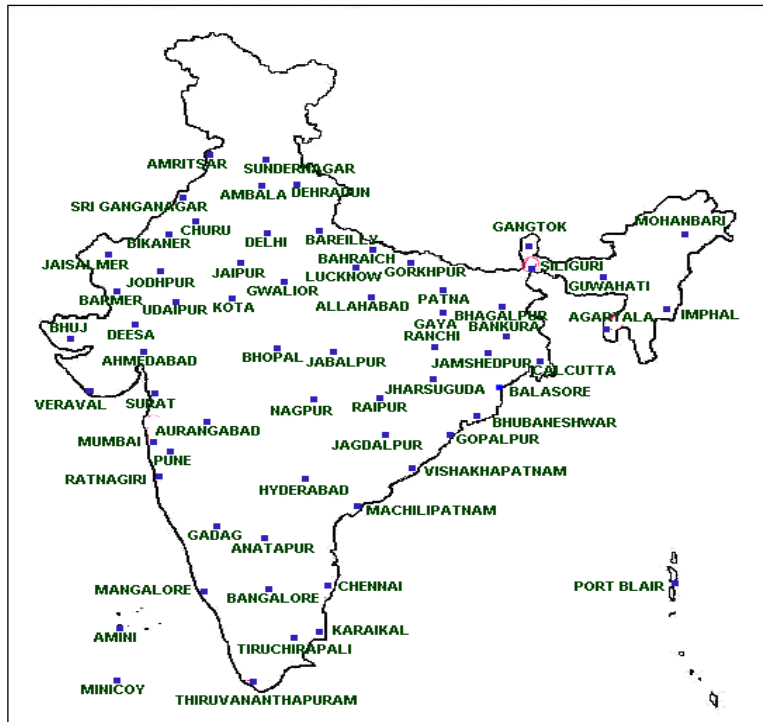 AMRITSAR
SUNDERNAGAR
AMBALA
DEHRADUN
SRI GANGANAGAR
CHURU
BIKANER
DELHI
BAREILLY
GANGTOK
MOHANBARI
JAISALMER
JODHPUR
JAIPUR
BAHRAICH
LUCKNOW
GORKHPUR
SILIGURI
GUWAHATI
BARMER
UDAIPUR
KOTA
GWALIOR
ALLAHABAD
PATNA
BHAGALPUR
AGARTALA
IMPHAL
BHUJ
DEESA
GAYA
BANKURA
RANCHI
AHMEDABAD
BHOPAL
JABALPUR
JAMSHEDPUR
CALCUTTA
VERAVAL
SURAT
NAGPUR
RAIPUR
JHARSUGUDA
BALASORE
AURANGABAD
BHUBANESHWAR
MUMBAI
PUNE
JAGDALPUR
GOPALPUR
RATNAGIRI
HYDERABAD
VISHAKHAPATNAM
MACHILIPATNAM
GADAG
ANATAPUR
MANGALORE
BANGALORE
CHENNAI
PORT BLAIR
AMINI
TIRUCHIRAPALI
KARAIKAL
MINICOY
THIRUVANANTHAPURAM